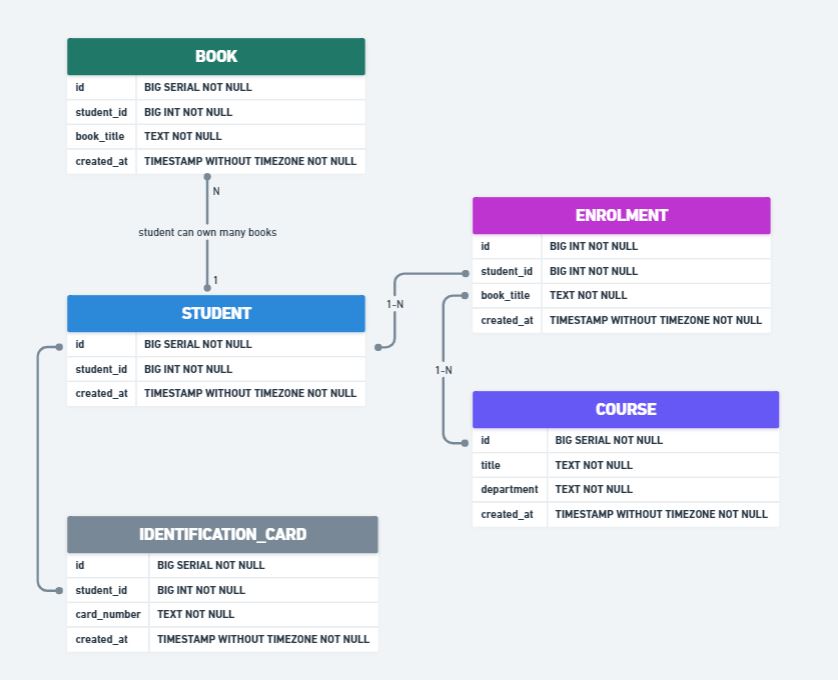 BOOK
id BIG SERIAL NOT NULL
student_id BIG INT NOT NULL
book_title TEXT NOT NULL
created_at TIMESTAMP WITHOUT TIMEZONE NOT NULL
N
student can own many books
1
STUDENT
id BIG SERIAL NOT NULL
student_id BIG INT NOT NULL
created_at TIMESTAMP WITHOUT TIMEZONE NOT NULL
IDENTIFICATION_CARD
id BIG SERIAL NOT NULL
student_id BIG INT NOT NULL
card_number TEXT NOT NULL
created_at TIMESTAMP WITHOUT TIMEZONE NOT NULL
ENROLMENT
id BIG INT NOT NULL
student_id BIG INT NOT NULL
book_title TEXT NOT NULL
created_at TIMESTAMP WITHOUT TIMEZONE NOT NULL
1-N
1-N
COURSE
id BIG SERIAL NOT NULL
title TEXT NOT NULL
department TEXT NOT NULL
created_at TIMESTAMP WITHOUT TIMEZONE NOT NULL